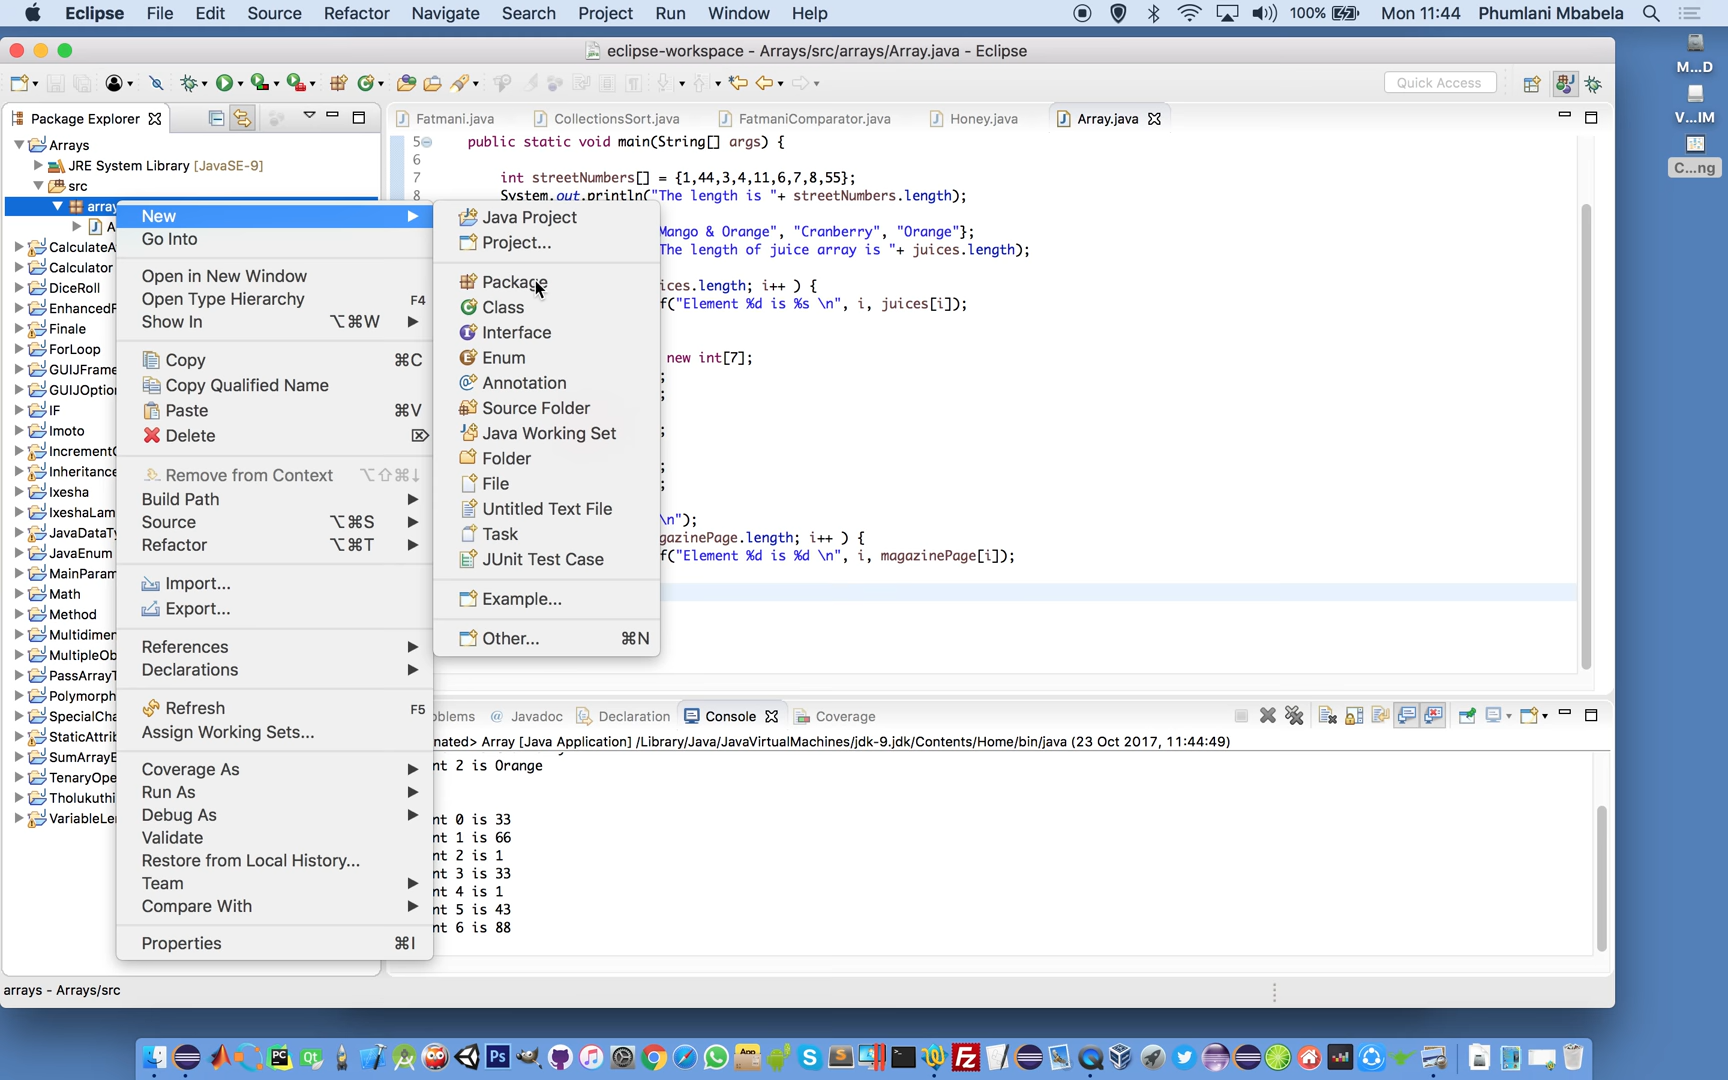 Eclipse File Edit Source Refactor Navigate Search Project Run Window Help 100% Mon 11:44 Phumlani Mbabela
eclipse-workspace - Arrays/src/arrays/Array.java - Eclipse
M...D
Quick Access
V...IM
C...ng
Package Explorer
Fatmani.java CollectionsSort.java FatmaniComparator.java Honey.java Array.java
Arrays
JRE System Library [JavaSE-9]
src
array
A
CalculateA
Calculator
DiceRoll
EnhancedF
Finale
ForLoop
GUIJFrame
GUIJOption
IF
Imoto
IncrementO
Inheritance
Ixesha
IxeshaLam
JavaDataTy
JavaEnum
MainParam
Math
Method
Multidimen
MultipleOb
PassArrayT
Polymorph
SpecialCha
StaticAttrib
SumArrayE
TenaryOpe
Tholukuthi
VariableLen
New
Go Into
Open in New Window
Open Type Hierarchy F4
Show In ⌥⌘W
Copy ⌘C
Copy Qualified Name
Paste ⌘V
Delete ⌦
Remove from Context ⌥⇧⌘↓
Build Path
Source ⌥⌘S
Refactor ⌥⌘T
Import...
Export...
References
Declarations
Refresh F5
Assign Working Sets...
Coverage As
Run As
Debug As
Validate
Restore from Local History...
Team
Compare With
Properties ⌘I
Java Project
Project...
Package
Class
Interface
Enum
Annotation
Source Folder
Java Working Set
Folder
File
Untitled Text File
Task
JUnit Test Case
Example...
Other... ⌘N
5 public static void main(String[] args) {
6
7 int streetNumbers[] = {1,44,3,4,11,6,7,8,55};
8 System.out.println("The length is "+ streetNumbers.length);
Mango & Orange", "Cranberry", "Orange"};
The length of juice array is "+ juices.length);
ices.length; i++ ) {
f("Element %d is %s \n", i, juices[i]);
new int[7];
;
;
;
;
;
\n");
gazinePage.length; i++ ) {
f("Element %d is %d \n", i, magazinePage[i]);
blems Javadoc Declaration Console Coverage
nated> Array [Java Application] /Library/Java/JavaVirtualMachines/jdk-9.jdk/Contents/Home/bin/java (23 Oct 2017, 11:44:49)
nt 2 is Orange
nt 0 is 33
nt 1 is 66
nt 2 is 1
nt 3 is 33
nt 4 is 1
nt 5 is 43
nt 6 is 88
arrays - Arrays/src